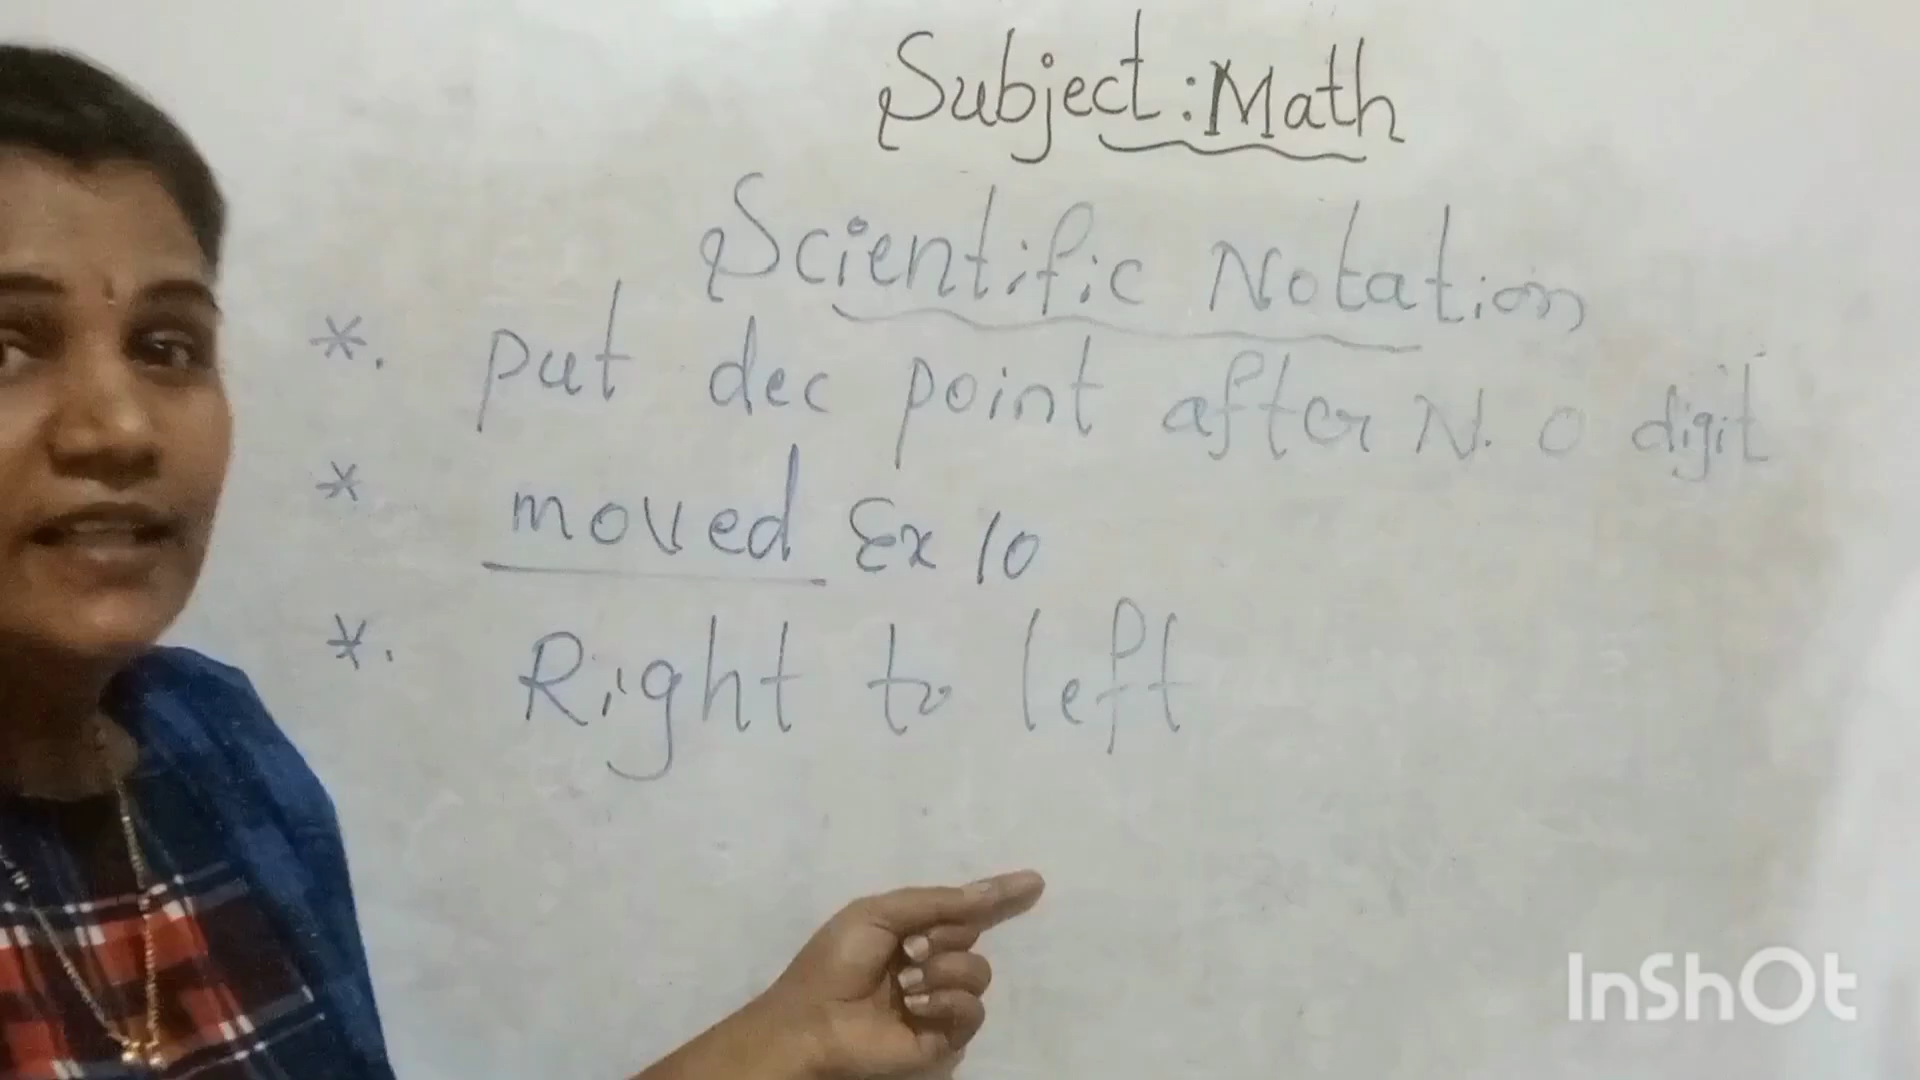 Subject: Math
Scientific Notation
*. put dec point after N. 0 digit
* moved Ex 10
*. Right to left
InShOt